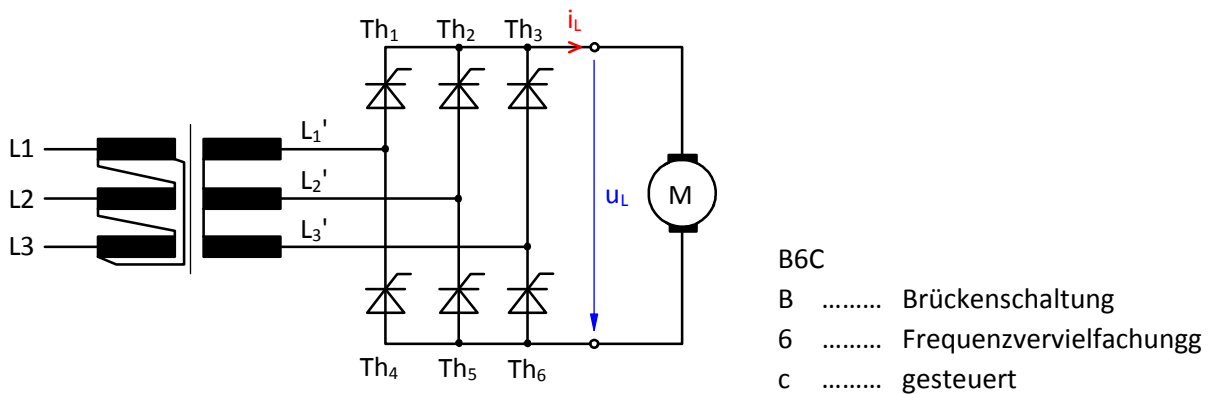 Th₁ Th₂ Th₃ iL
L1 L₁'
L2 L₂' uL M
L3 L₃'
Th₄ Th₅ Th₆
B6C
B ......... Brückenschaltung
6 ......... Frequenzvervielfachungg
c ......... gesteuert